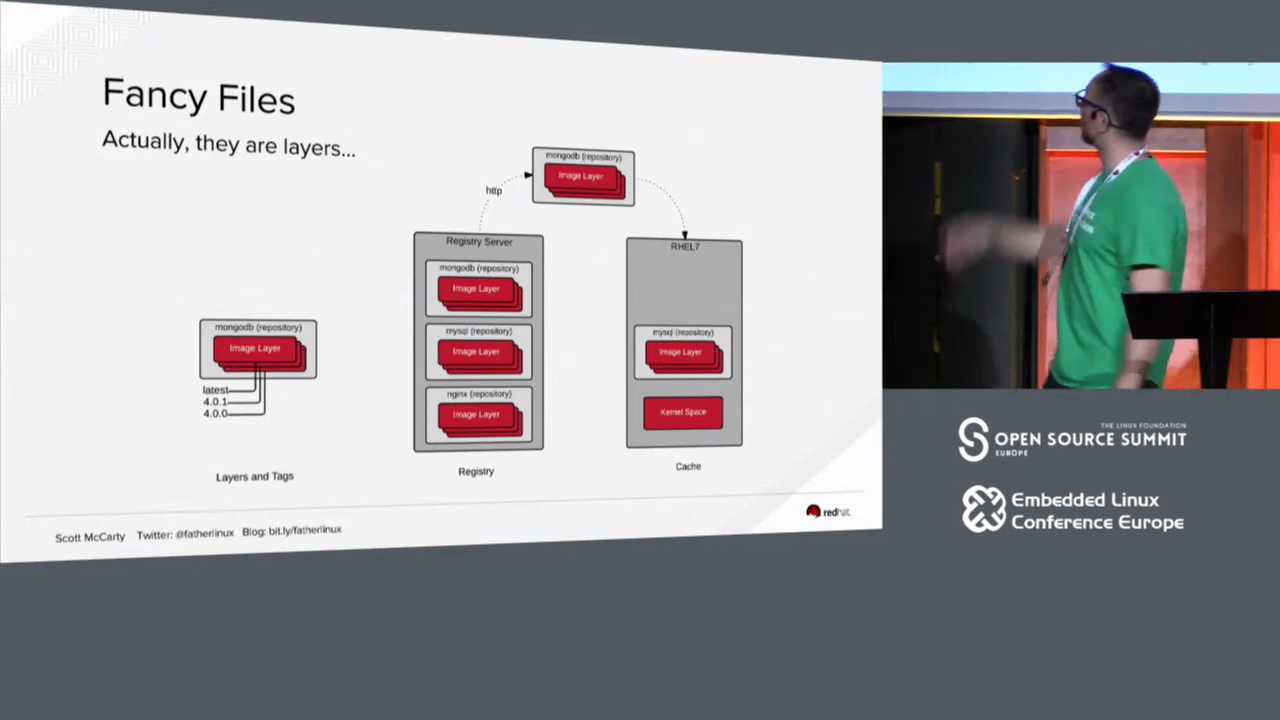 Fancy Files
Actually, they are layers...
mongodb (repository)
Image Layer
http
Registry Server
mongodb (repository)
Image Layer
mysql (repository)
Image Layer
nginx (repository)
Image Layer
RHEL7
mysql (repository)
Image Layer
Kernel Space
mongodb (repository)
Image Layer
latest
4.0.1
4.0.0
Layers and Tags
Registry
Cache
Scott McCarty Twitter: @fatherlinux Blog: bit.ly/fatherlinux
redhat.
THE LINUX FOUNDATION
OPEN SOURCE SUMMIT
EUROPE
Embedded Linux
Conference Europe